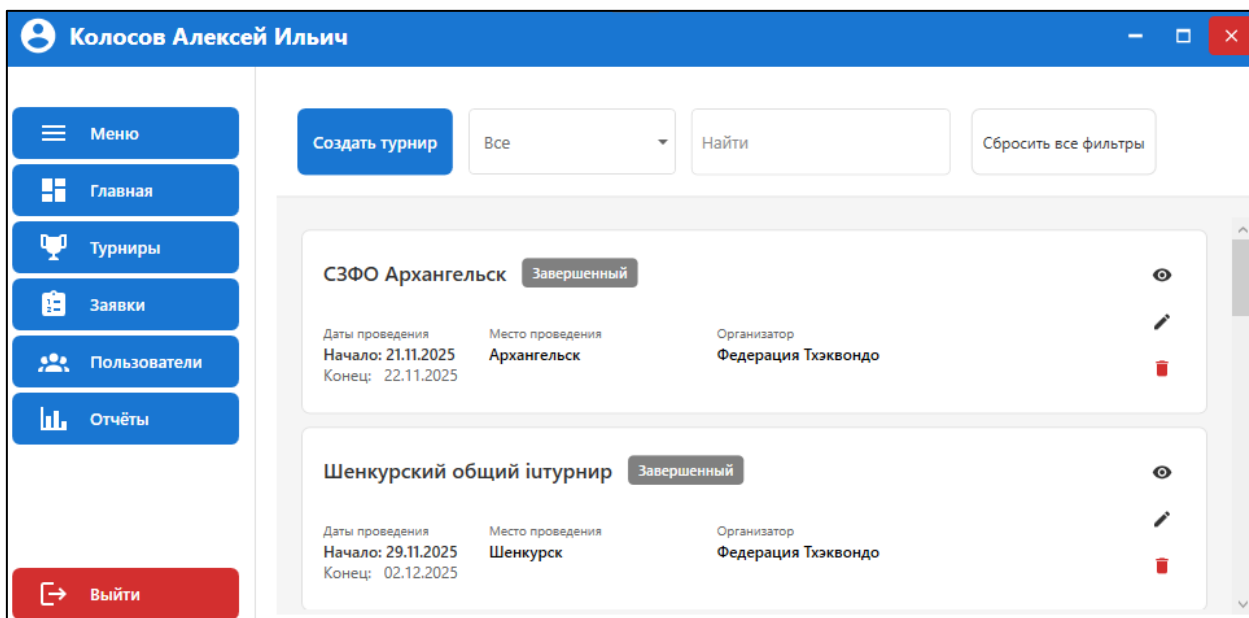 Колосов Алексей Ильич
Меню
Главная
Турниры
Заявки
Пользователи
Отчёты
Выйти
Создать турнир
Все
Найти
Сбросить все фильтры
СЗФО Архангельск Завершенный
Даты проведения Место проведения Организатор
Начало: 21.11.2025 Архангельск Федерация Тхэквондо
Конец: 22.11.2025
Шенкурский общий iuтурнир Завершенный
Даты проведения Место проведения Организатор
Начало: 29.11.2025 Шенкурск Федерация Тхэквондо
Конец: 02.12.2025